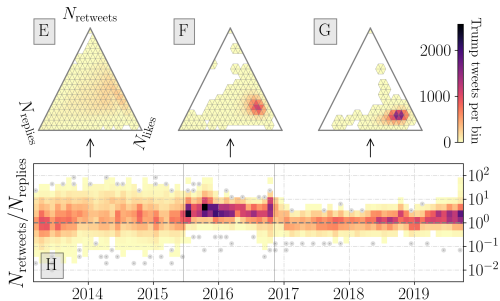 E
N_retweets
F
G
N_replies
N_likes
2000
1000
0
Trump tweets per bin
N_retweets/N_replies
H
10^2
10^1
10^0
10^-1
10^-2
2014
2015
2016
2017
2018
2019